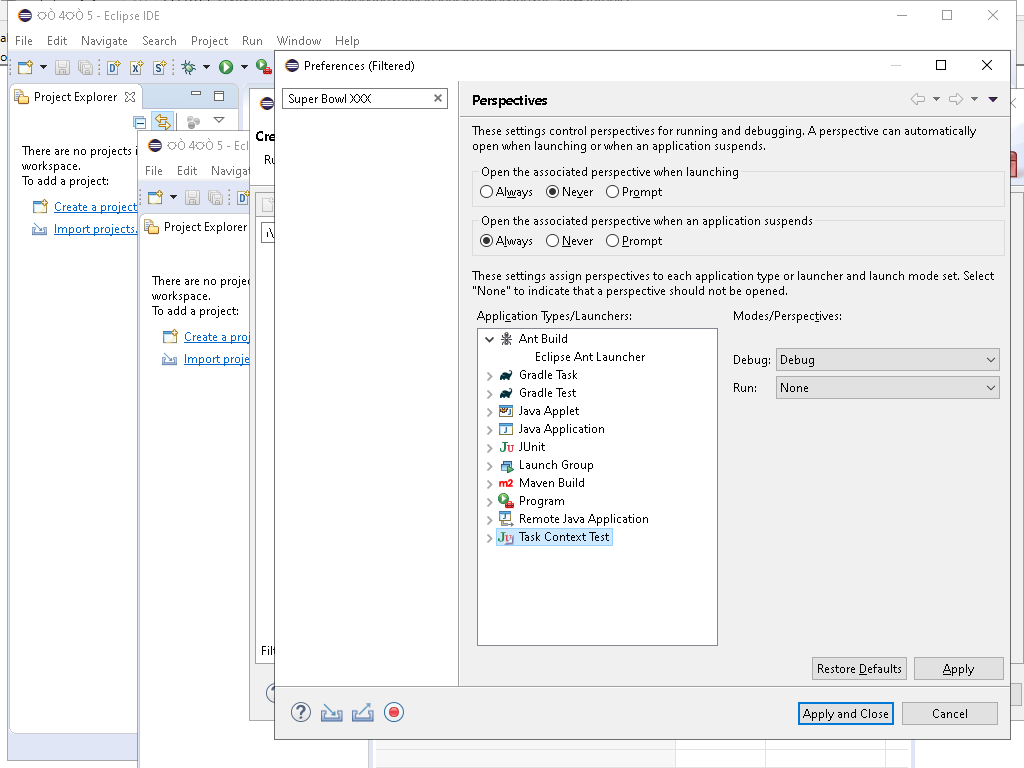 ѺÒ 4ѺÒ 5 - Eclipse IDE
File Edit Navigate Search Project Run Window Help
Project Explorer
There are no projects
workspace.
To add a project:
Create a project
Import projects.
ѺÒ 4ѺÒ 5 - Ecl
File Edit Naviga
Project Explorer
There are no proje
workspace.
To add a project:
Create a proj
Import proje
Cre
Ru
Filt
Preferences (Filtered)
Super Bowl XXX
Perspectives
These settings control perspectives for running and debugging. A perspective can automatically
open when launching or when an application suspends.
Open the associated perspective when launching
Always Never Prompt
Open the associated perspective when an application suspends
Always Never Prompt
These settings assign perspectives to each application type or launcher and launch mode set. Select
"None" to indicate that a perspective should not be opened.
Application Types/Launchers:
Modes/Perspectives:
Ant Build
Eclipse Ant Launcher
Gradle Task
Gradle Test
Java Applet
Java Application
JUnit
Launch Group
Maven Build
Program
Remote Java Application
Task Context Test
Debug: Debug
Run: None
Restore Defaults Apply
Apply and Close Cancel